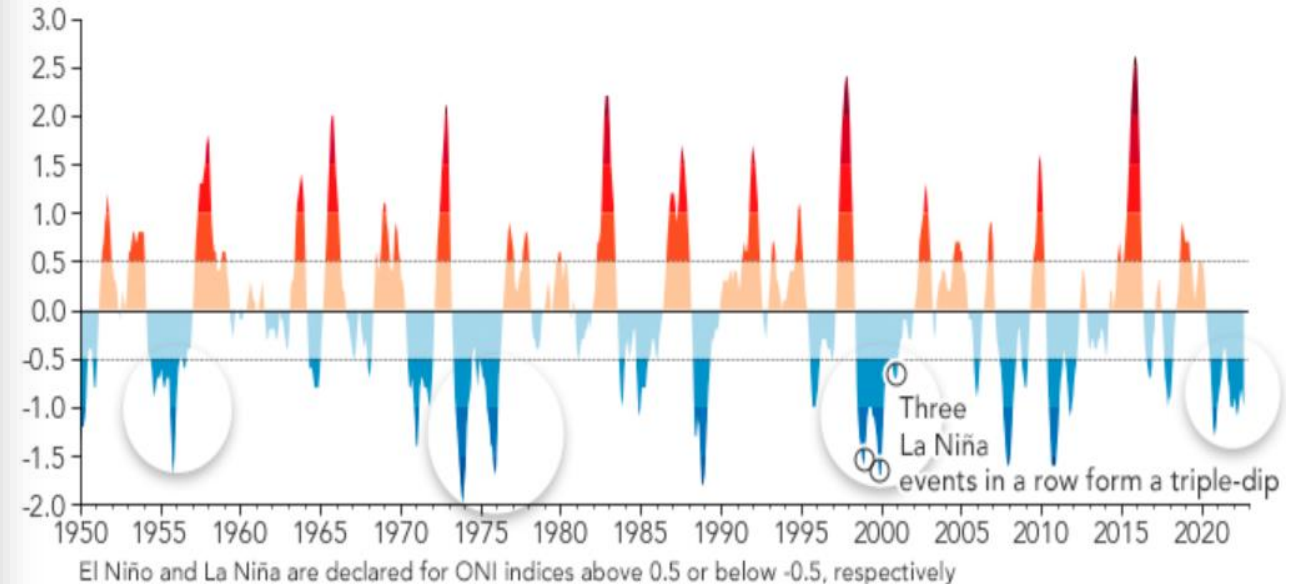 3.0
2.5
2.0
1.5
1.0
0.5
0.0
-0.5
-1.0
-1.5
-2.0
Three
La Niña
events in a row form a triple-dip
1950 1955 1960 1965 1970 1975 1980 1985 1990 1995 2000 2005 2010 2015 2020
El Niño and La Niña are declared for ONI indices above 0.5 or below -0.5, respectively